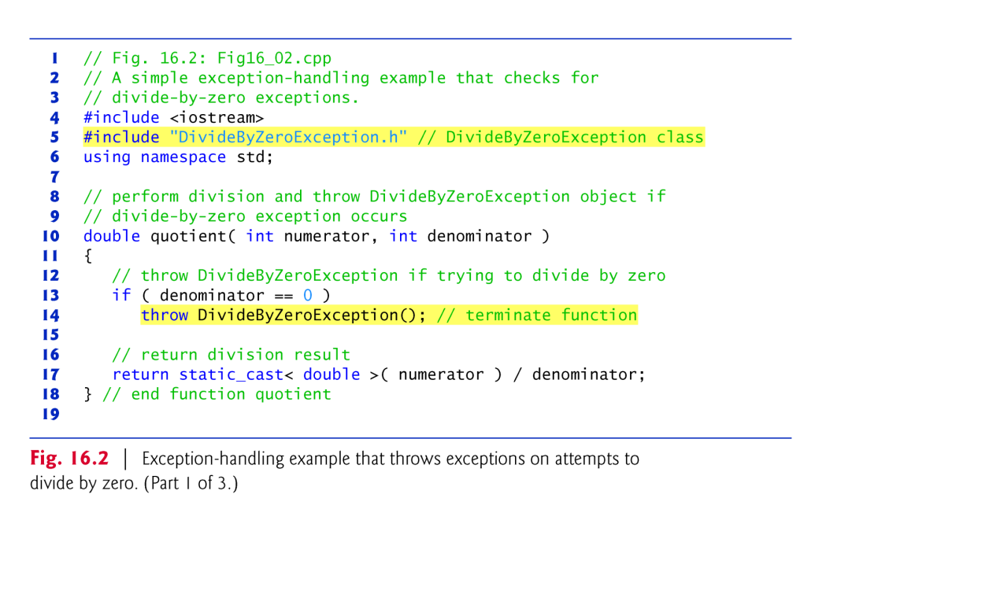 1 // Fig. 16.2: Fig16_02.cpp
2 // A simple exception-handling example that checks for
3 // divide-by-zero exceptions.
4 #include <iostream>
5 #include "DivideByZeroException.h" // DivideByZeroException class
6 using namespace std;
7
8 // perform division and throw DivideByZeroException object if
9 // divide-by-zero exception occurs
10 double quotient( int numerator, int denominator )
11 {
12    // throw DivideByZeroException if trying to divide by zero
13    if ( denominator == 0 )
14       throw DivideByZeroException(); // terminate function
15
16    // return division result
17    return static_cast< double >( numerator ) / denominator;
18 } // end function quotient
19
Fig. 16.2 | Exception-handling example that throws exceptions on attempts to
divide by zero. (Part 1 of 3.)